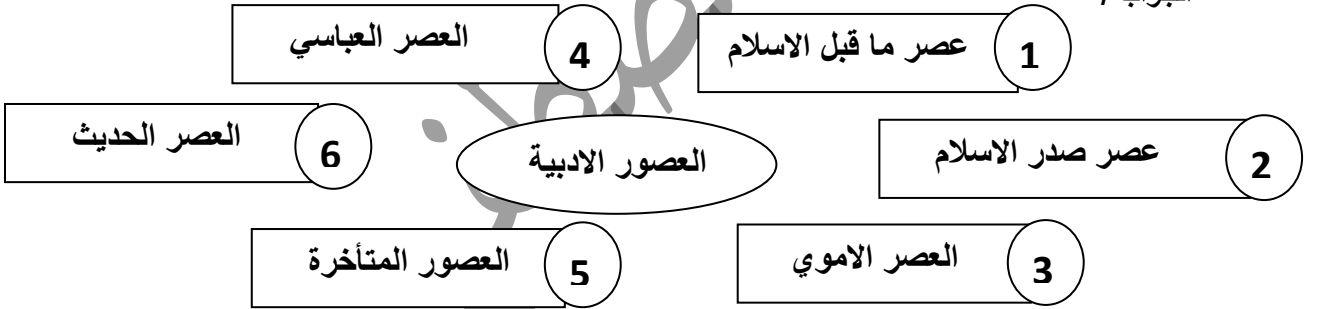 1 عصر ما قبل الاسلام
2 عصر صدر الاسلام
3 العصر الاموي
4 العصر العباسي
5 العصور المتأخرة
6 العصر الحديث
العصور الادبية